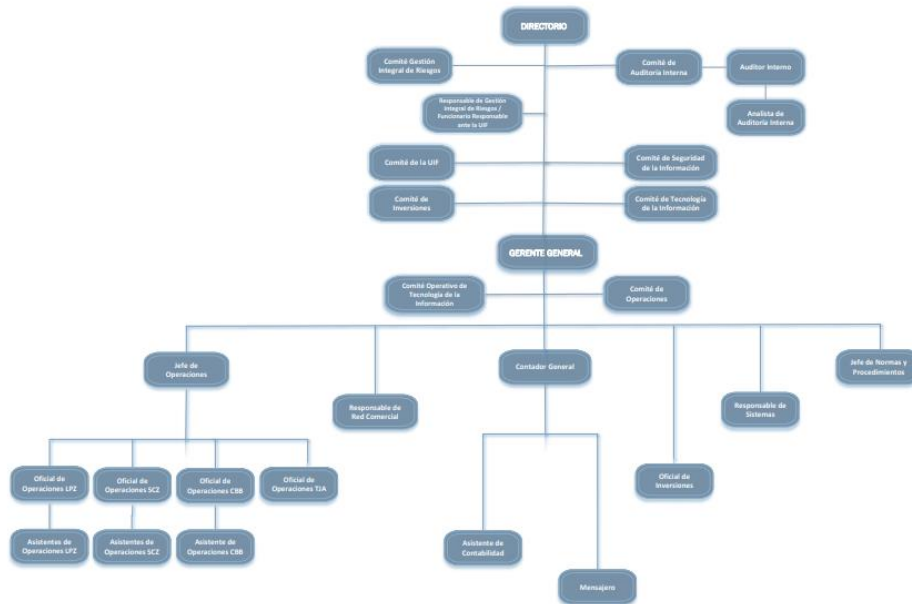 DIRECTORIO
Comité Gestión
Integral de Riesgos
Comité de
Auditoría Interna
Auditor Interno
Responsable de Gestión
Integral de Riesgos /
Funcionario Responsable
ante la UIF
Analista de
Auditoría Interna
Comité de la UIF
Comité de Seguridad
de la Información
Comité de
Inversiones
Comité de Tecnología
de la Información
GERENTE GENERAL
Comité Operativo de
Tecnología de la
Información
Comité de
Operaciones
Jefe de
Operaciones
Contador General
Jefe de Normas y
Procedimientos
Responsable de
Red Comercial
Responsable de
Sistemas
Oficial de
Operaciones LPZ
Oficial de
Operaciones SCZ
Oficial de
Operaciones CBB
Oficial de
Operaciones TJA
Oficial de
Inversiones
Asistentes de
Operaciones LPZ
Asistentes de
Operaciones SCZ
Asistente de
Operaciones CBB
Asistente de
Contabilidad
Mensajero